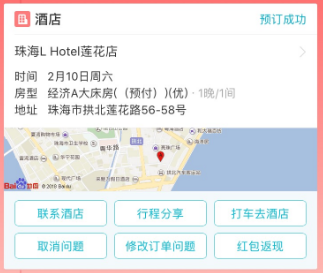 酒店
预订成功
珠海L Hotel莲花店
时间 2月10日周六
房型 经济A大床房(（预付）)(优) · 1晚/1间
地址 珠海市拱北莲花路56-58号
Baidu地图 © 2019 Baidu
联系酒店 行程分享 打车去酒店
取消问题 修改订单问题 红包返现